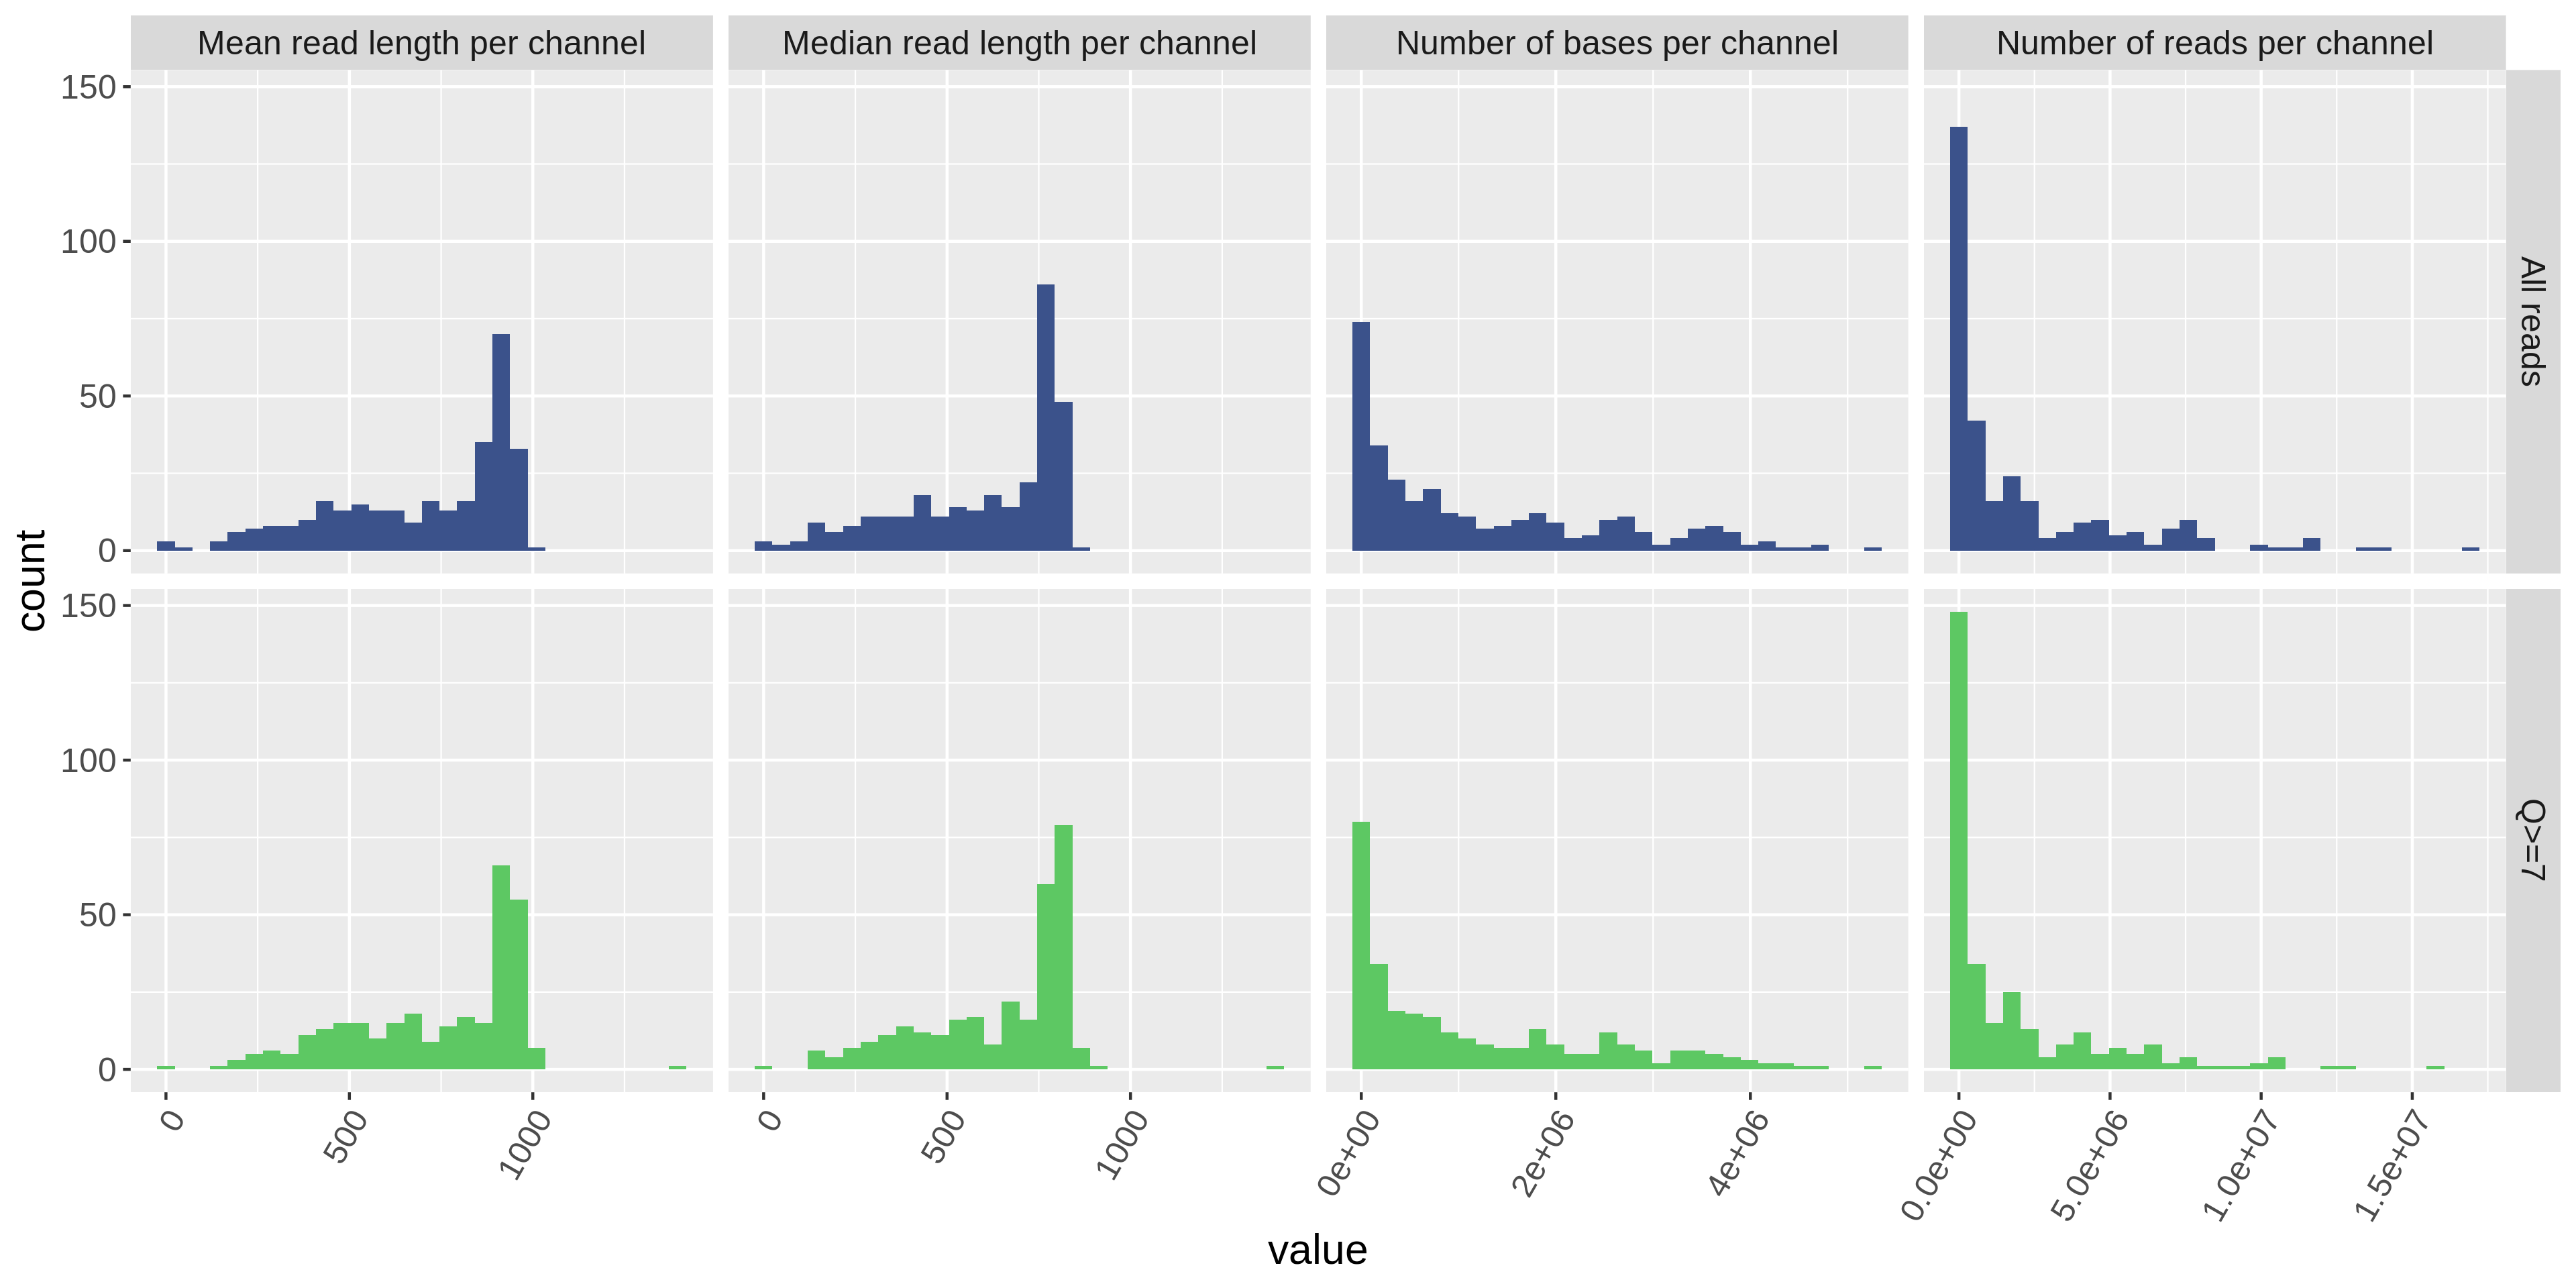 Mean read length per channel
Median read length per channel
Number of bases per channel
Number of reads per channel
150
100
50
0
All reads
count
150
100
50
0
Q>=7
0
500
1000
0
500
1000
0e+00
2e+06
4e+06
0.0e+00
5.0e+06
1.0e+07
1.5e+07
value